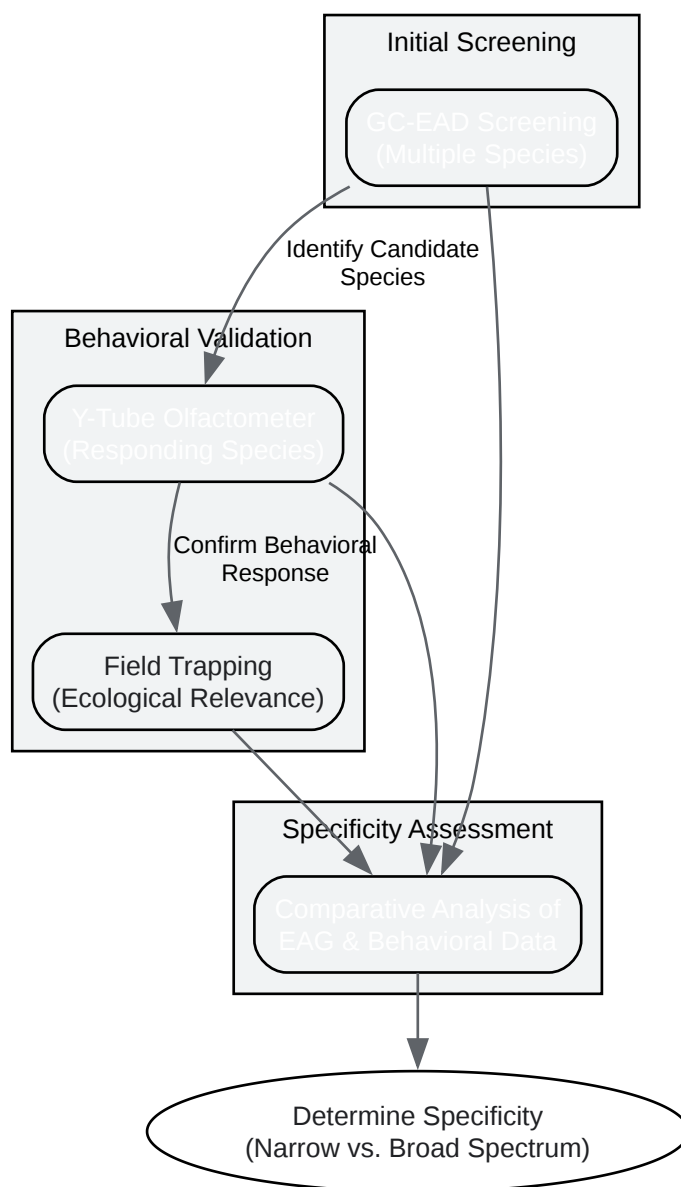 Initial Screening
GC-EAD Screening
(Multiple Species)
Identify Candidate
Species
Behavioral Validation
Y-Tube Olfactometer
(Responding Species)
Confirm Behavioral
Response
Field Trapping
(Ecological Relevance)
Specificity Assessment
Comparative Analysis of
EAG & Behavioral Data
Determine Specificity
(Narrow vs. Broad Spectrum)